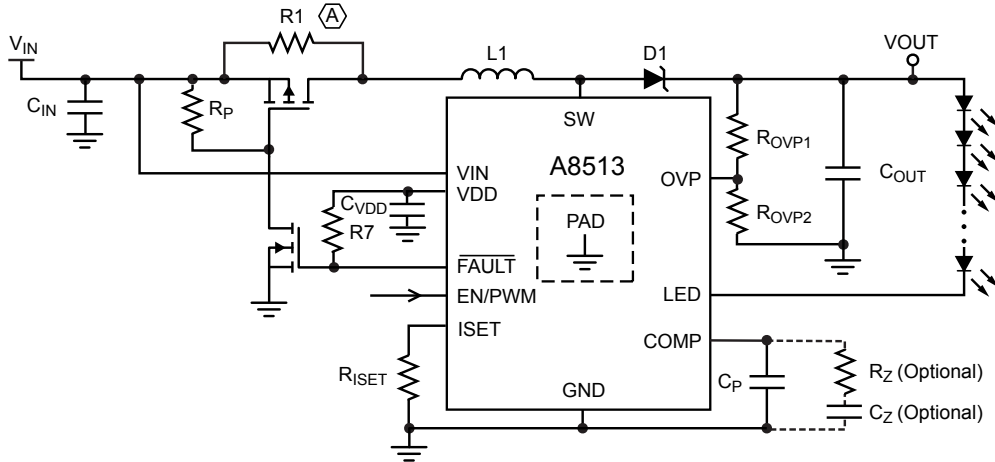 R1 A
VIN
L1
D1
VOUT
CIN
RP
SW
ROVP1
A8513
VIN
OVP
COUT
VDD
CVDD
PAD
ROVP2
R7
FAULT
EN/PWM
LED
ISET
COMP
RISET
CP
RZ (Optional)
GND
CZ (Optional)